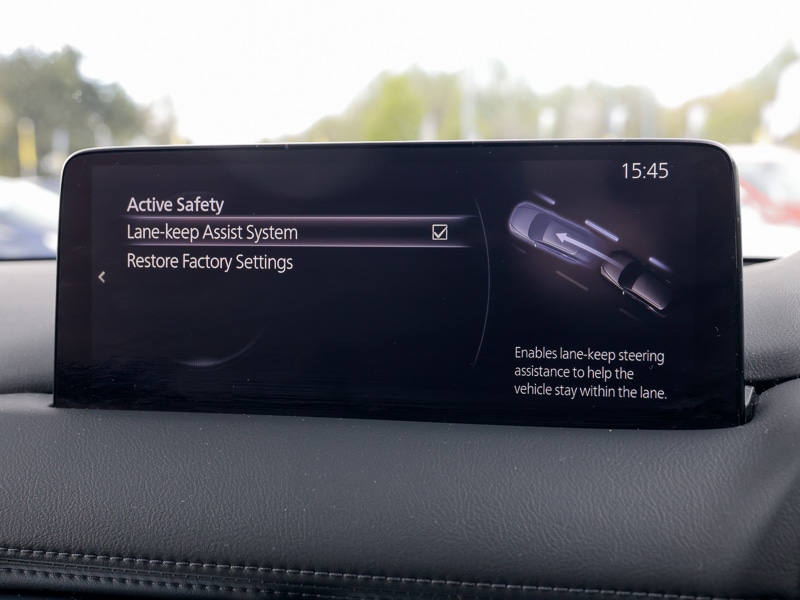 15:45
Active Safety
Lane-keep Assist System
Restore Factory Settings
Enables lane-keep steering
assistance to help the
vehicle stay within the lane.